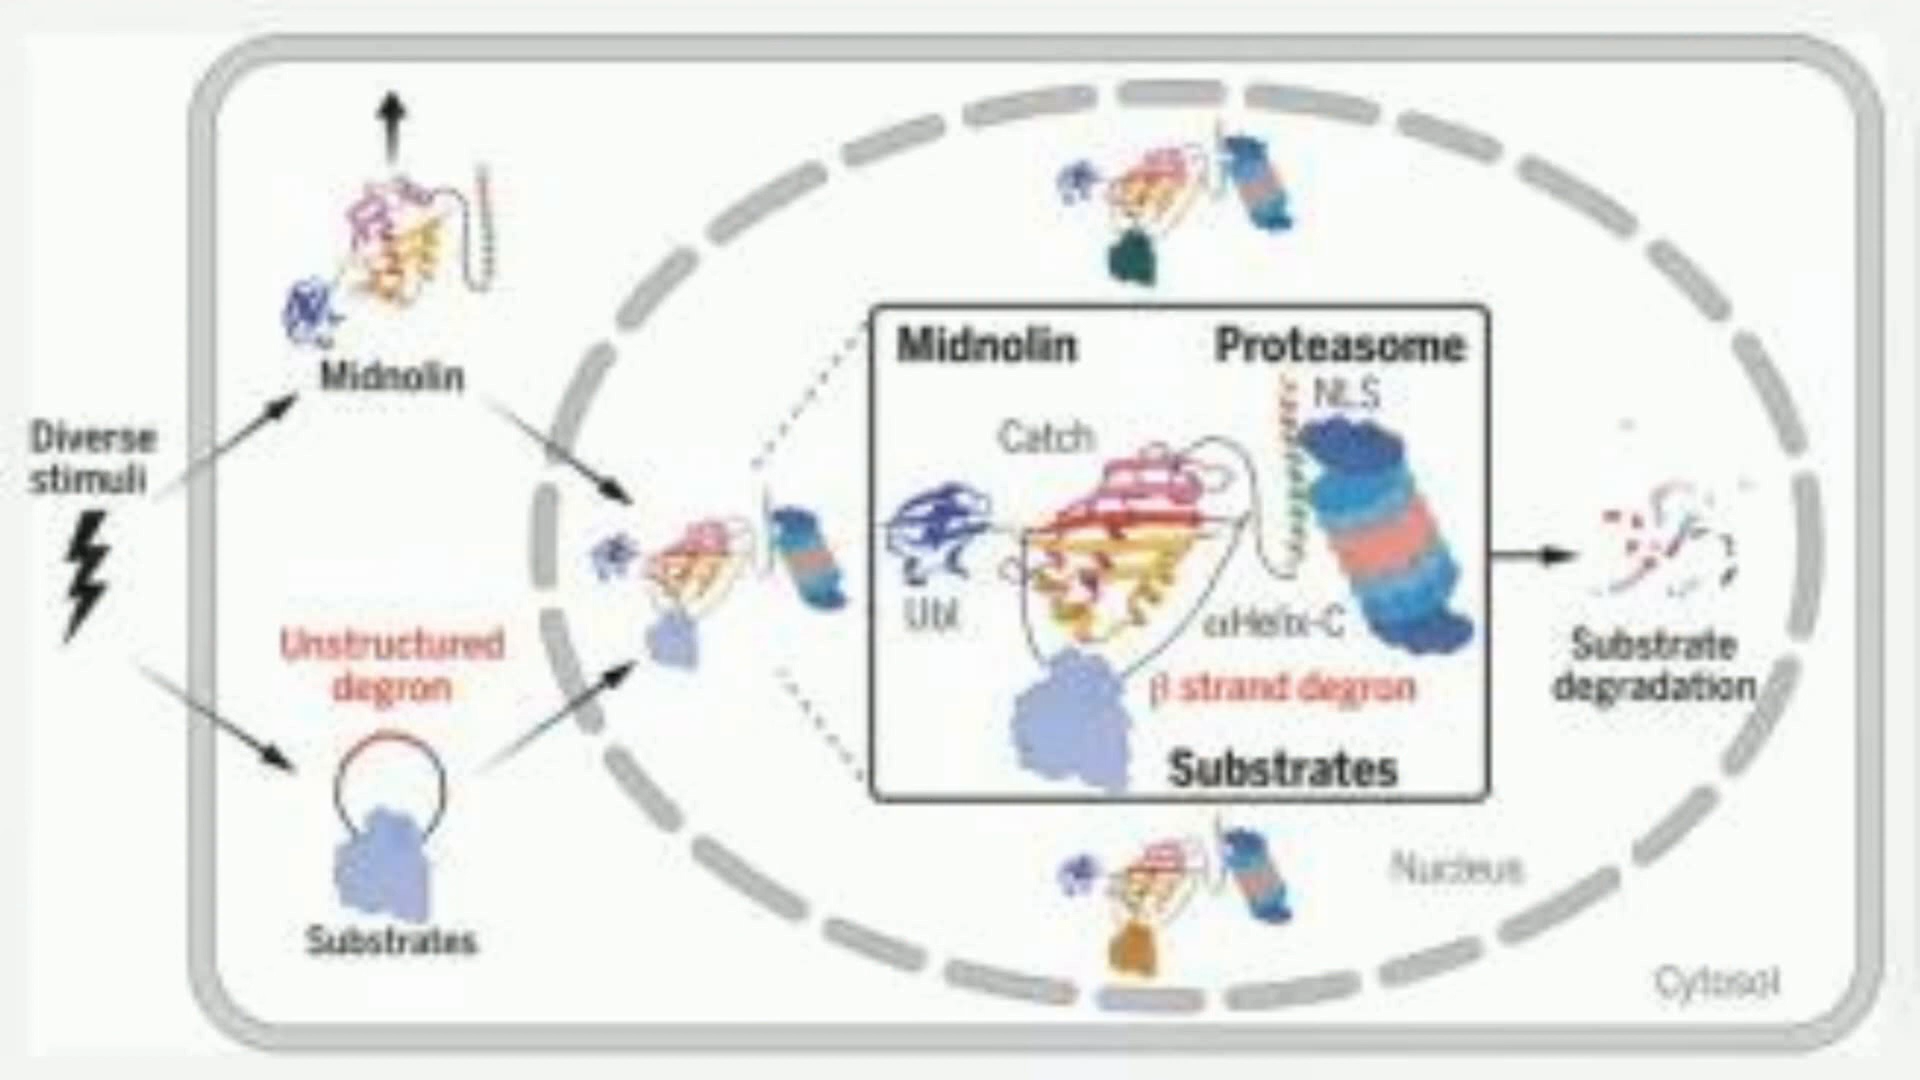 Midnolin
Diverse
stimuli
Unstructured
degron
Substrates
Midnolin
Proteasome
NLS
Catch
Ubl
αHelix-C
β strand degron
Substrates
Substrate
degradation
Nucleus
Cytosol